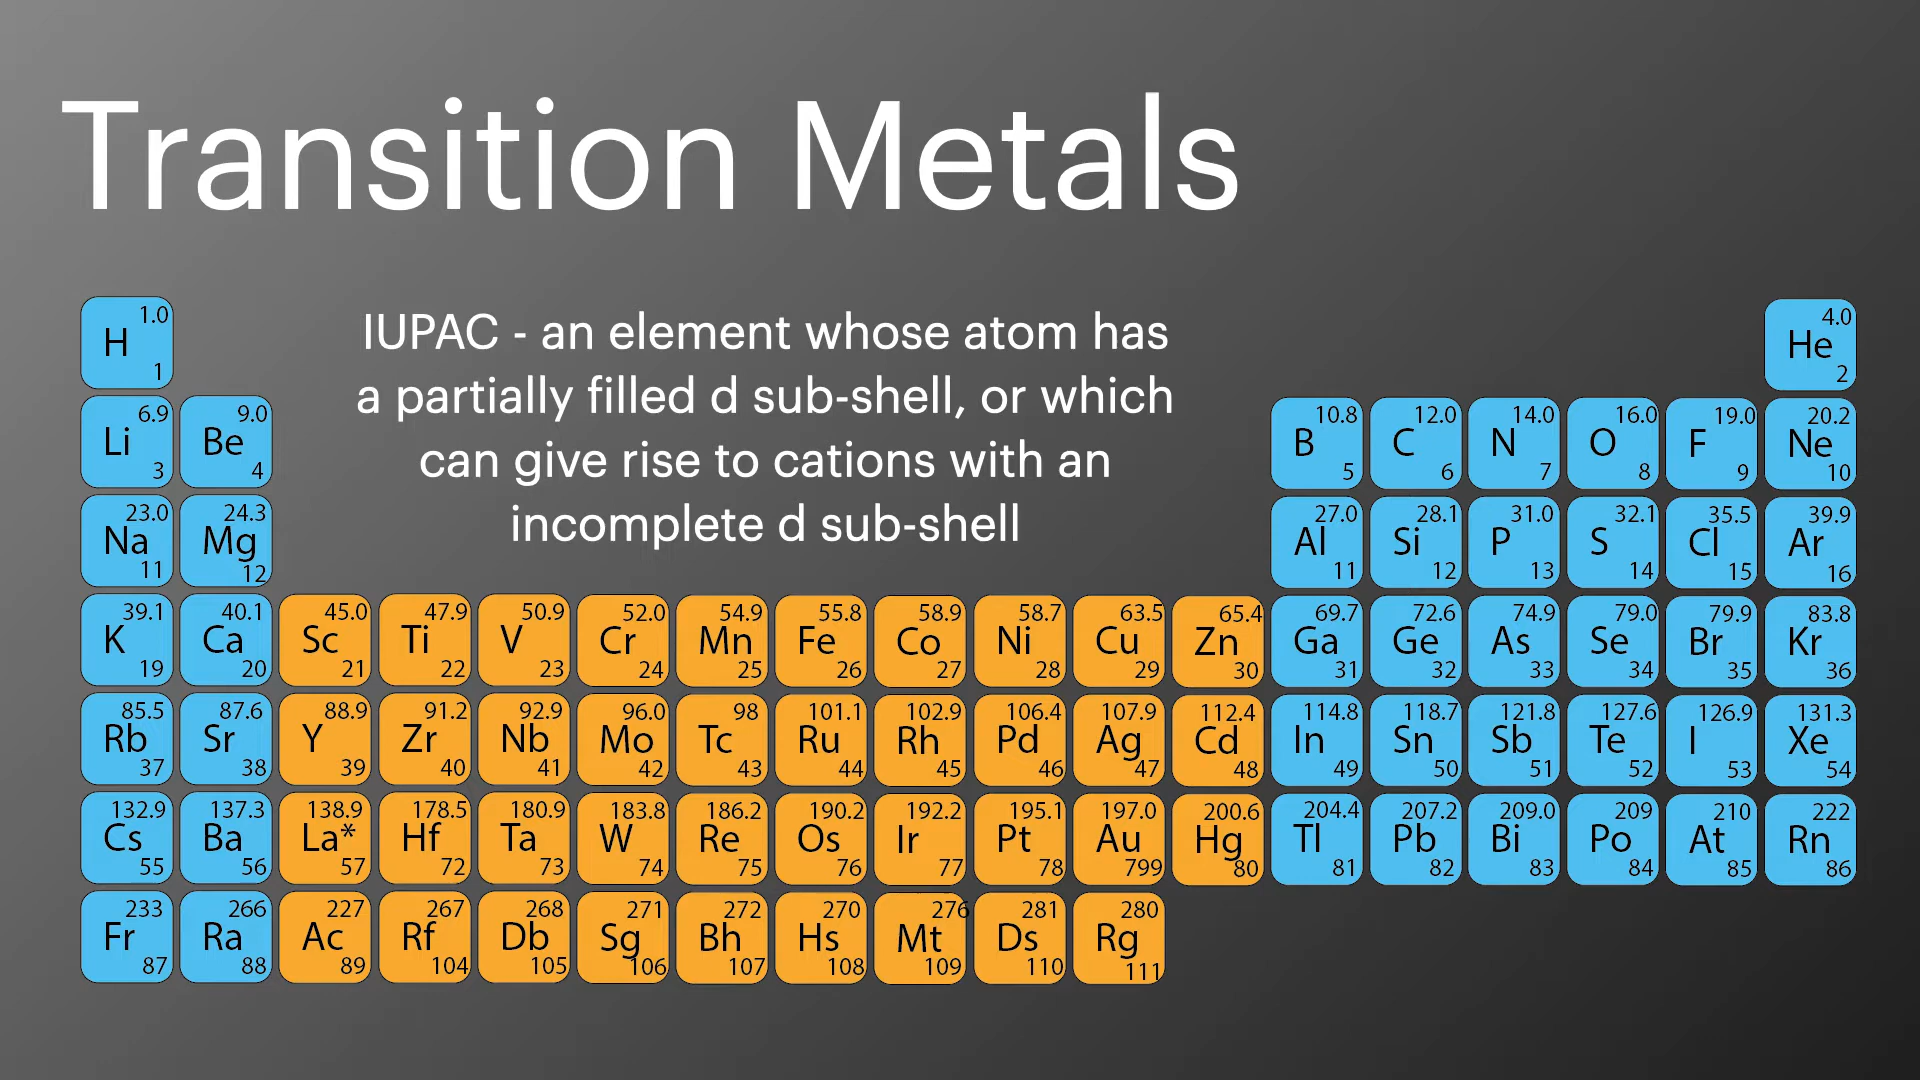 Transition Metals
IUPAC - an element whose atom has
a partially filled d sub-shell, or which
can give rise to cations with an
incomplete d sub-shell
1.0 4.0
H He
1 2
6.9 9.0 10.8 12.0 14.0 16.0 19.0 20.2
Li Be B C N O F Ne
3 4 5 6 7 8 9 10
23.0 24.3 27.0 28.1 31.0 32.1 35.5 39.9
Na Mg Al Si P S Cl Ar
11 12 11 12 13 14 15 16
39.1 40.1 45.0 47.9 50.9 52.0 54.9 55.8 58.9 58.7 63.5 65.4 69.7 72.6 74.9 79.0 79.9 83.8
K Ca Sc Ti V Cr Mn Fe Co Ni Cu Zn Ga Ge As Se Br Kr
19 20 21 22 23 24 25 26 27 28 29 30 31 32 33 34 35 36
85.5 87.6 88.9 91.2 92.9 96.0 98 101.1 102.9 106.4 107.9 112.4 114.8 118.7 121.8 127.6 126.9 131.3
Rb Sr Y Zr Nb Mo Tc Ru Rh Pd Ag Cd In Sn Sb Te I Xe
37 38 39 40 41 42 43 44 45 46 47 48 49 50 51 52 53 54
132.9 137.3 138.9 178.5 180.9 183.8 186.2 190.2 192.2 195.1 197.0 200.6 204.4 207.2 209.0 209 210 222
Cs Ba La* Hf Ta W Re Os Ir Pt Au Hg Tl Pb Bi Po At Rn
55 56 57 72 73 74 75 76 77 78 799 80 81 82 83 84 85 86
233 266 227 267 268 271 272 270 276 281 280
Fr Ra Ac Rf Db Sg Bh Hs Mt Ds Rg
87 88 89 104 105 106 107 108 109 110 111